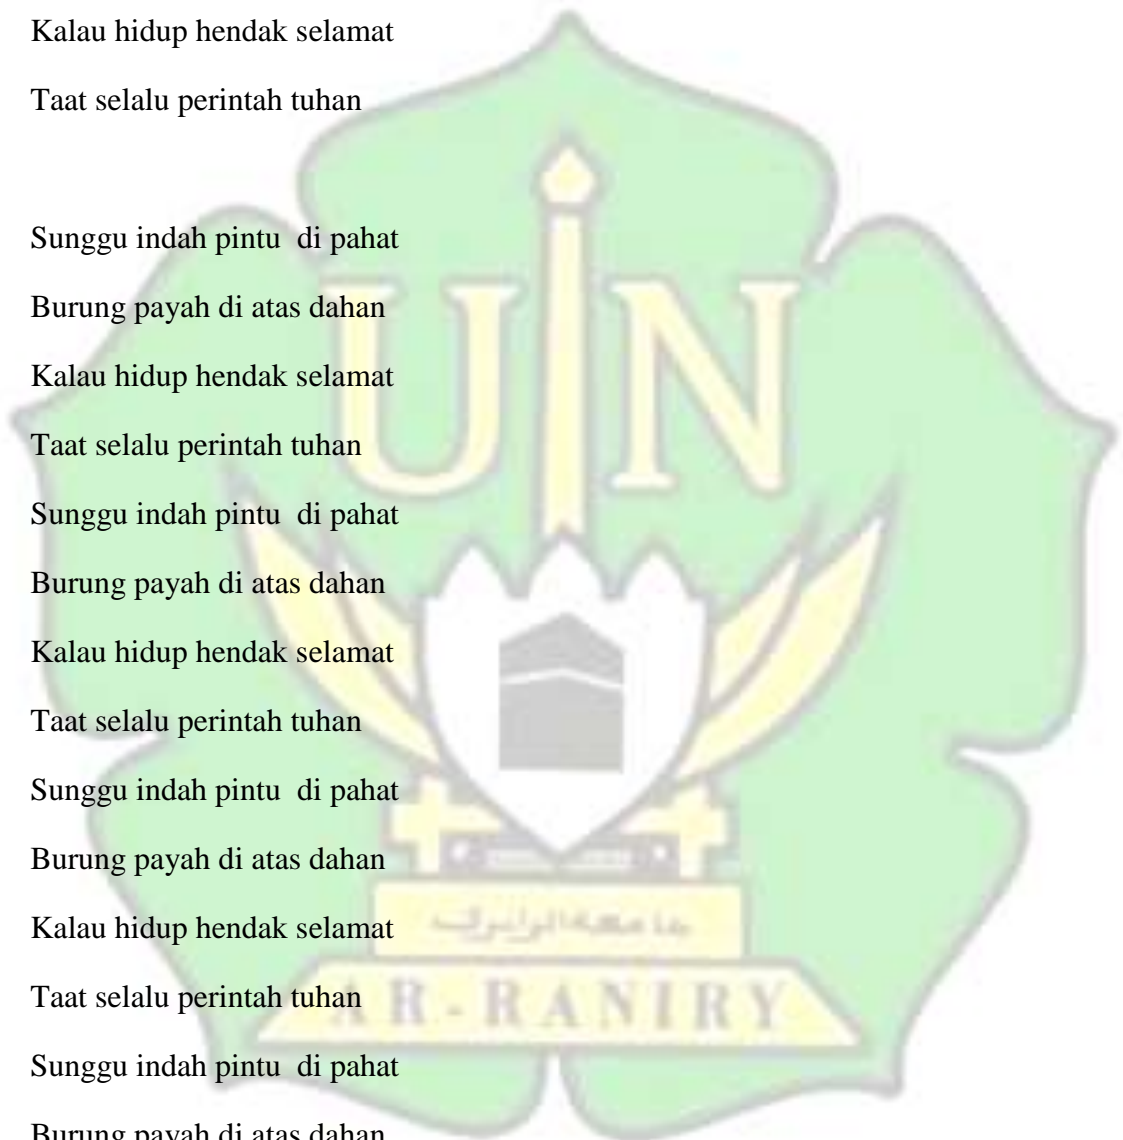 Kalau hidup hendak selamat
Taat selalu perintah tuhan
Sunggu indah pintu di pahat
Burung payah di atas dahan
Kalau hidup hendak selamat
Taat selalu perintah tuhan
Sunggu indah pintu di pahat
Burung payah di atas dahan
Kalau hidup hendak selamat
Taat selalu perintah tuhan
Sunggu indah pintu di pahat
Burung payah di atas dahan
Kalau hidup hendak selamat
Taat selalu perintah tuhan
Sunggu indah pintu di pahat
Burung payah di atas dahan
UIN
جامعة الرانيري
AR-RANIRY